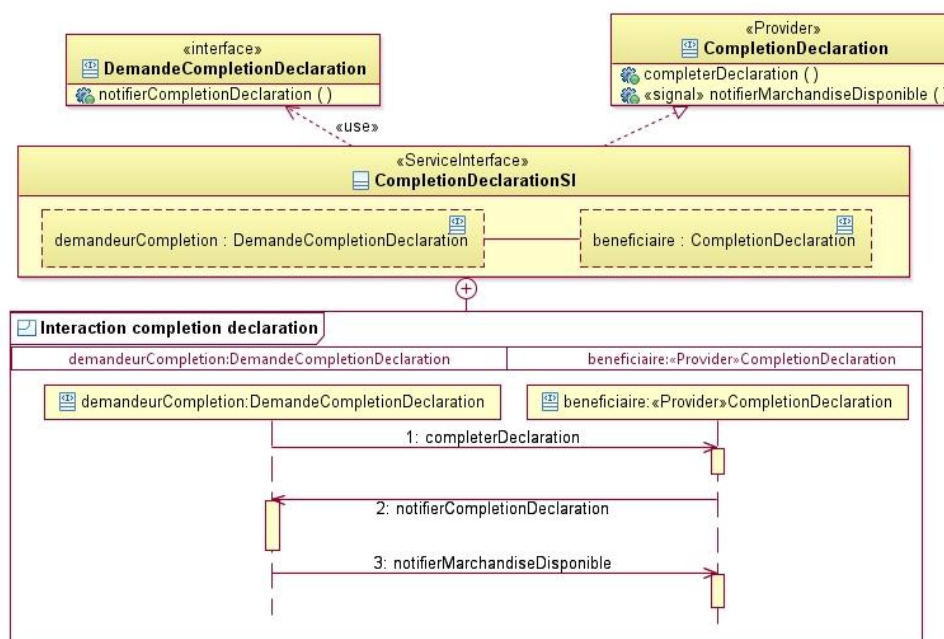 «interface»
DemandeCompletionDeclaration
notifierCompletionDeclaration ( )
«Provider»
CompletionDeclaration
completerDeclaration ( )
«signal» notifierMarchandiseDisponible ( )
«use»
«ServiceInterface»
CompletionDeclarationSI
demandeurCompletion : DemandeCompletionDeclaration
beneficiaire : CompletionDeclaration
Interaction completion declaration
demandeurCompletion:DemandeCompletionDeclaration
beneficiaire:«Provider»CompletionDeclaration
demandeurCompletion:DemandeCompletionDeclaration
beneficiaire:«Provider»CompletionDeclaration
1: completerDeclaration
2: notifierCompletionDeclaration
3: notifierMarchandiseDisponible